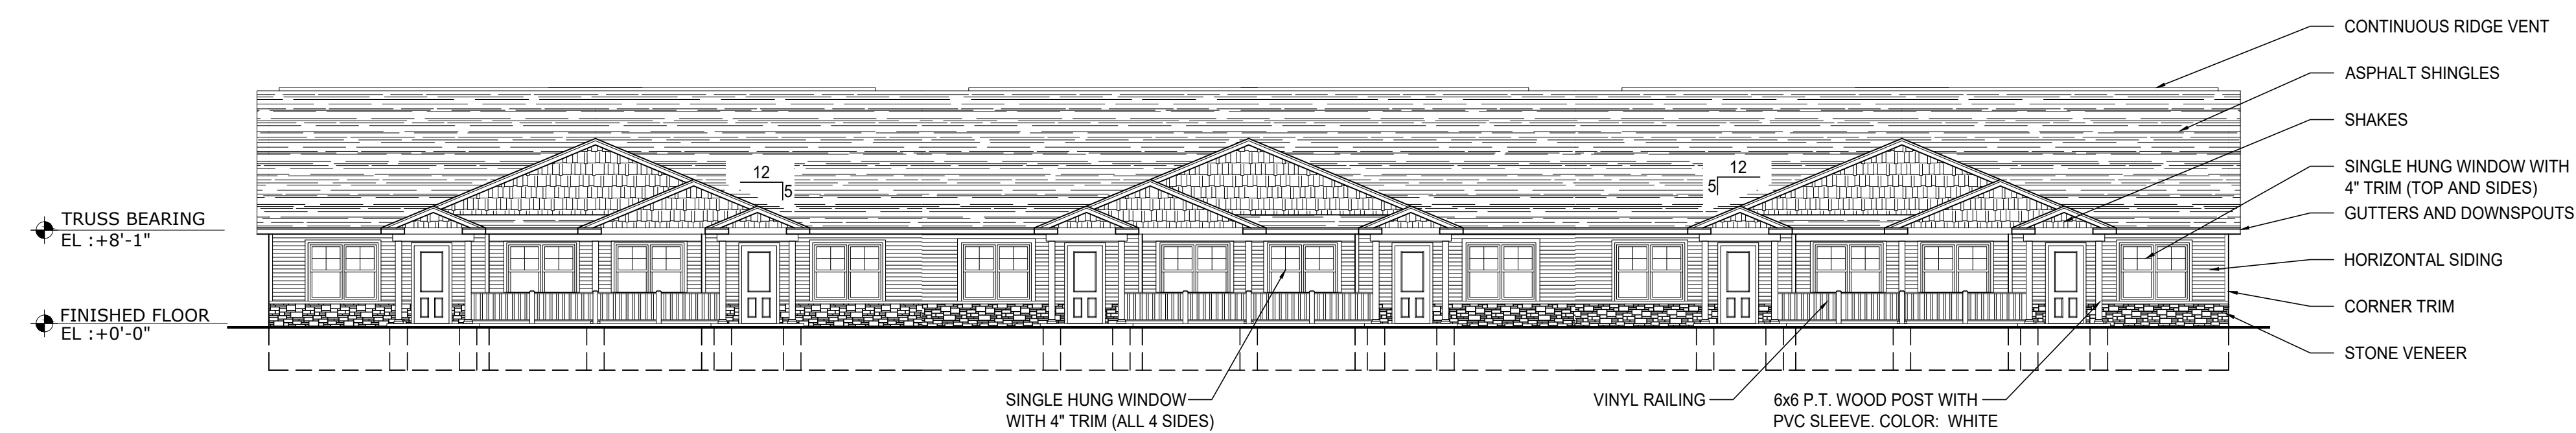 CONTINUOUS RIDGE VENT
ASPHALT SHINGLES
SHAKES
12
5
12
5
SINGLE HUNG WINDOW WITH
4" TRIM (TOP AND SIDES)
TRUSS BEARING
EL :+8'-1"
GUTTERS AND DOWNSPOUTS
HORIZONTAL SIDING
CORNER TRIM
FINISHED FLOOR
EL :+0'-0"
STONE VENEER
SINGLE HUNG WINDOW
WITH 4" TRIM (ALL 4 SIDES)
VINYL RAILING
6x6 P.T. WOOD POST WITH
PVC SLEEVE. COLOR: WHITE